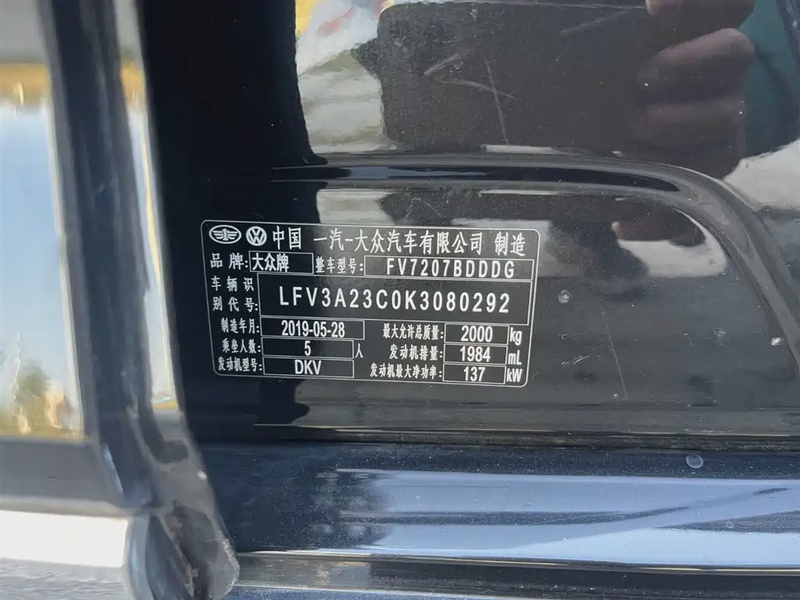 中国 一汽-大众汽车有限公司 制造
品牌: 大众牌 整车型号: FV7207BDDDG
车辆识别代号: LFV3A23C0K3080292
制造年月: 2019-05-28 最大允许总质量: 2000 kg
乘坐人数: 5 人 发动机排量: 1984 mL
发动机型号: DKV 发动机最大净功率: 137 kW